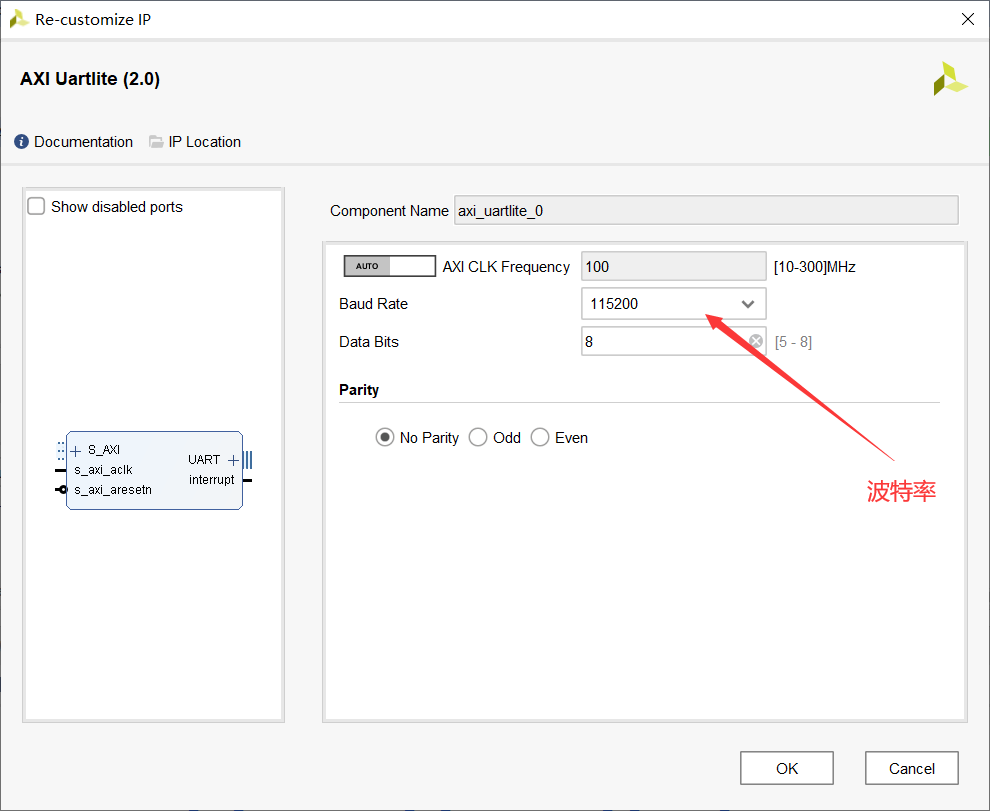 Re-customize IP
AXI Uartlite (2.0)
Documentation IP Location
Show disabled ports
Component Name axi_uartlite_0
AUTO AXI CLK Frequency 100 [10-300]MHz
Baud Rate 115200
Data Bits 8 [5 - 8]
Parity
No Parity Odd Even
S_AXI
s_axi_aclk
s_axi_aresetn
UART
interrupt
波特率
OK Cancel